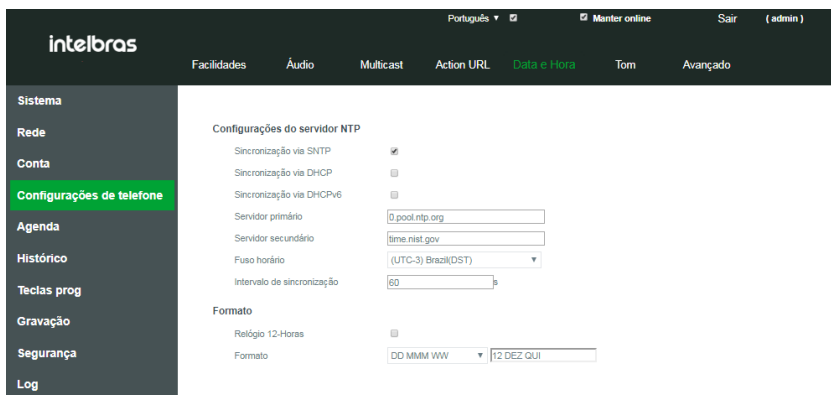 Português Manter online Sair ( admin )
intelbras
Facilidades Áudio Multicast Action URL Data e Hora Tom Avançado
Sistema
Rede
Conta
Configurações de telefone
Agenda
Histórico
Teclas prog
Gravação
Segurança
Log
Configurações do servidor NTP
Sincronização via SNTP
Sincronização via DHCP
Sincronização via DHCPv6
Servidor primário 0.pool.ntp.org
Servidor secundário time.nist.gov
Fuso horário (UTC-3) Brazil(DST)
Intervalo de sincronização 60 s
Formato
Relógio 12-Horas
Formato DD MMM WW 12 DEZ QUI